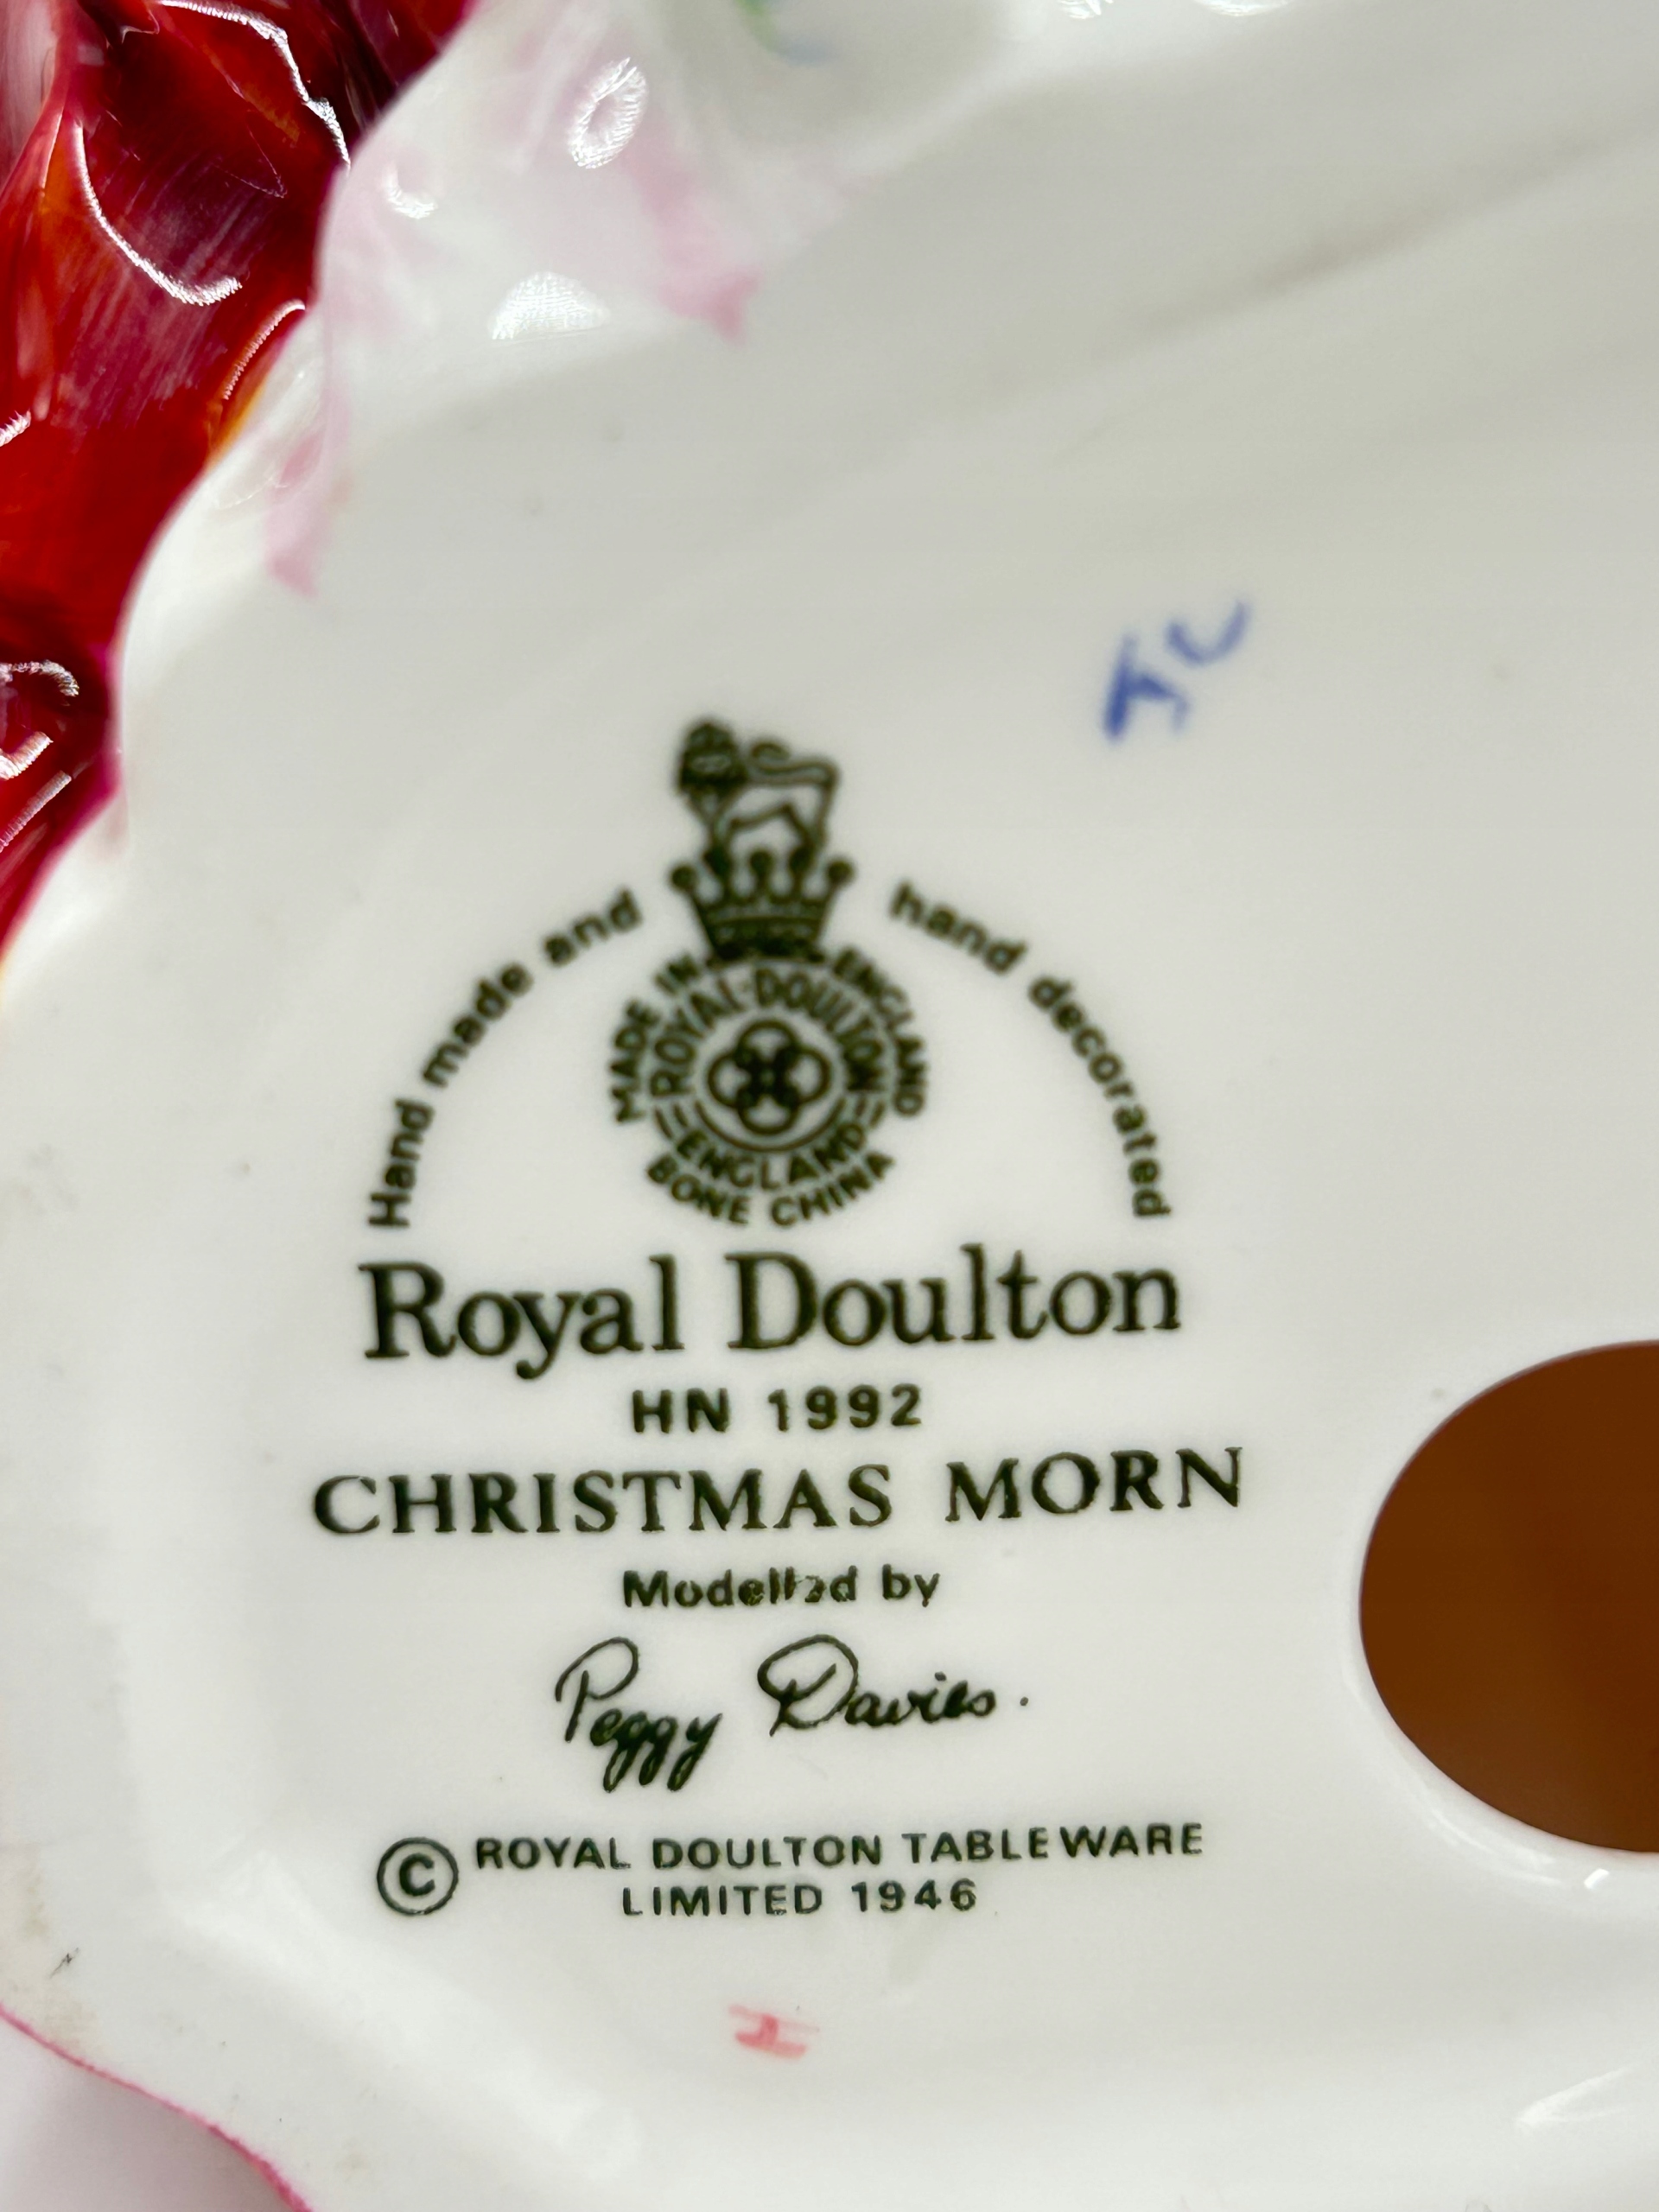 Hand made and hand decorated
MADE IN ENGLAND
ROYAL·DOULTON
ENGLAND
BONE CHINA
Royal Doulton
HN 1992
CHRISTMAS MORN
Modelled by
Peggy Davies.
© ROYAL DOULTON TABLEWARE
LIMITED 1946